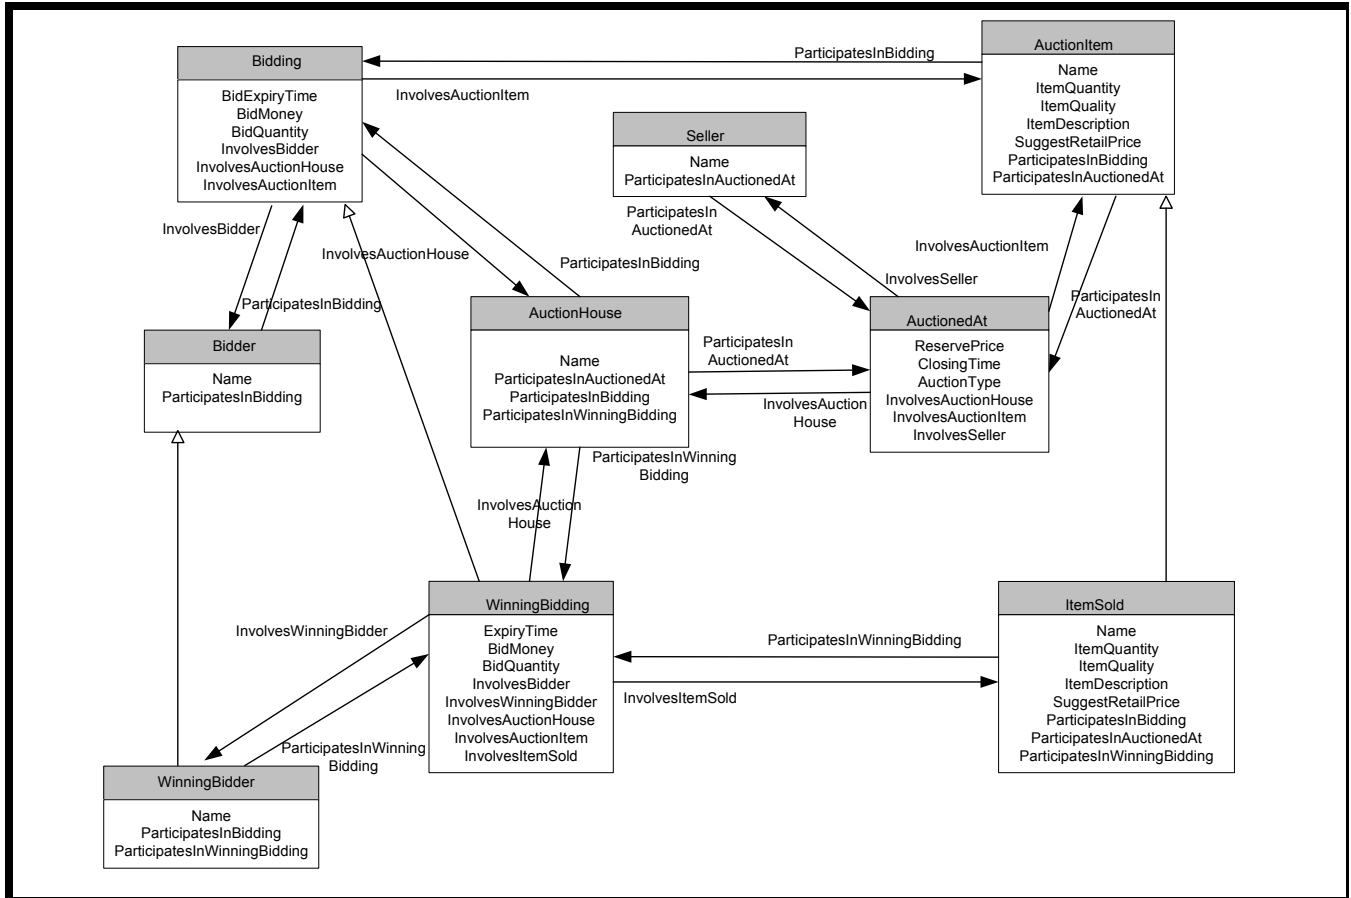 Bidding
BidExpiryTime
BidMoney
BidQuantity
InvolvesBidder
InvolvesAuctionHouse
InvolvesAuctionItem
ParticipatesInBidding
InvolvesAuctionItem
AuctionItem
Name
ItemQuantity
ItemQuality
ItemDescription
SuggestRetailPrice
ParticipatesInBidding
ParticipatesInAuctionedAt
Seller
Name
ParticipatesInAuctionedAt
ParticipatesIn
AuctionedAt
InvolvesSeller
InvolvesAuctionItem
ParticipatesIn
AuctionedAt
InvolvesBidder
ParticipatesInBidding
InvolvesAuctionHouse
ParticipatesInBidding
Bidder
Name
ParticipatesInBidding
AuctionHouse
Name
ParticipatesInAuctionedAt
ParticipatesInBidding
ParticipatesInWinningBidding
ParticipatesIn
AuctionedAt
InvolvesAuction
House
AuctionedAt
ReservePrice
ClosingTime
AuctionType
InvolvesAuctionHouse
InvolvesAuctionItem
InvolvesSeller
InvolvesAuction
House
ParticipatesInWinning
Bidding
InvolvesWinningBidder
ParticipatesInWinning
Bidding
WinningBidding
ExpiryTime
BidMoney
BidQuantity
InvolvesBidder
InvolvesWinningBidder
InvolvesAuctionHouse
InvolvesAuctionItem
InvolvesItemSold
ParticipatesInWinningBidding
InvolvesItemSold
ItemSold
Name
ItemQuantity
ItemQuality
ItemDescription
SuggestRetailPrice
ParticipatesInBidding
ParticipatesInAuctionedAt
ParticipatesInWinningBidding
WinningBidder
Name
ParticipatesInBidding
ParticipatesInWinningBidding